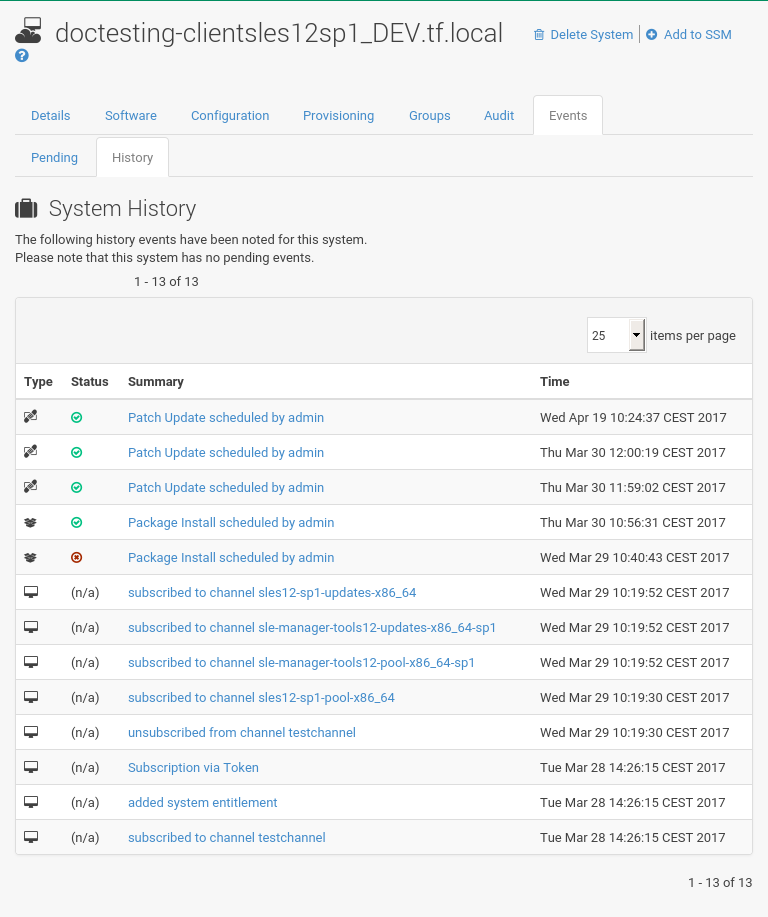 doctesting-clientsles12sp1_DEV.tf.local Delete System Add to SSM
Details Software Configuration Provisioning Groups Audit Events
Pending History
System History
The following history events have been noted for this system.
Please note that this system has no pending events.
1 - 13 of 13
25 items per page
Type Status Summary Time
Patch Update scheduled by admin Wed Apr 19 10:24:37 CEST 2017
Patch Update scheduled by admin Thu Mar 30 12:00:19 CEST 2017
Patch Update scheduled by admin Thu Mar 30 11:59:02 CEST 2017
Package Install scheduled by admin Thu Mar 30 10:56:31 CEST 2017
Package Install scheduled by admin Wed Mar 29 10:40:43 CEST 2017
(n/a) subscribed to channel sles12-sp1-updates-x86_64 Wed Mar 29 10:19:52 CEST 2017
(n/a) subscribed to channel sle-manager-tools12-updates-x86_64-sp1 Wed Mar 29 10:19:52 CEST 2017
(n/a) subscribed to channel sle-manager-tools12-pool-x86_64-sp1 Wed Mar 29 10:19:52 CEST 2017
(n/a) subscribed to channel sles12-sp1-pool-x86_64 Wed Mar 29 10:19:30 CEST 2017
(n/a) unsubscribed from channel testchannel Wed Mar 29 10:19:30 CEST 2017
(n/a) Subscription via Token Tue Mar 28 14:26:15 CEST 2017
(n/a) added system entitlement Tue Mar 28 14:26:15 CEST 2017
(n/a) subscribed to channel testchannel Tue Mar 28 14:26:15 CEST 2017
1 - 13 of 13